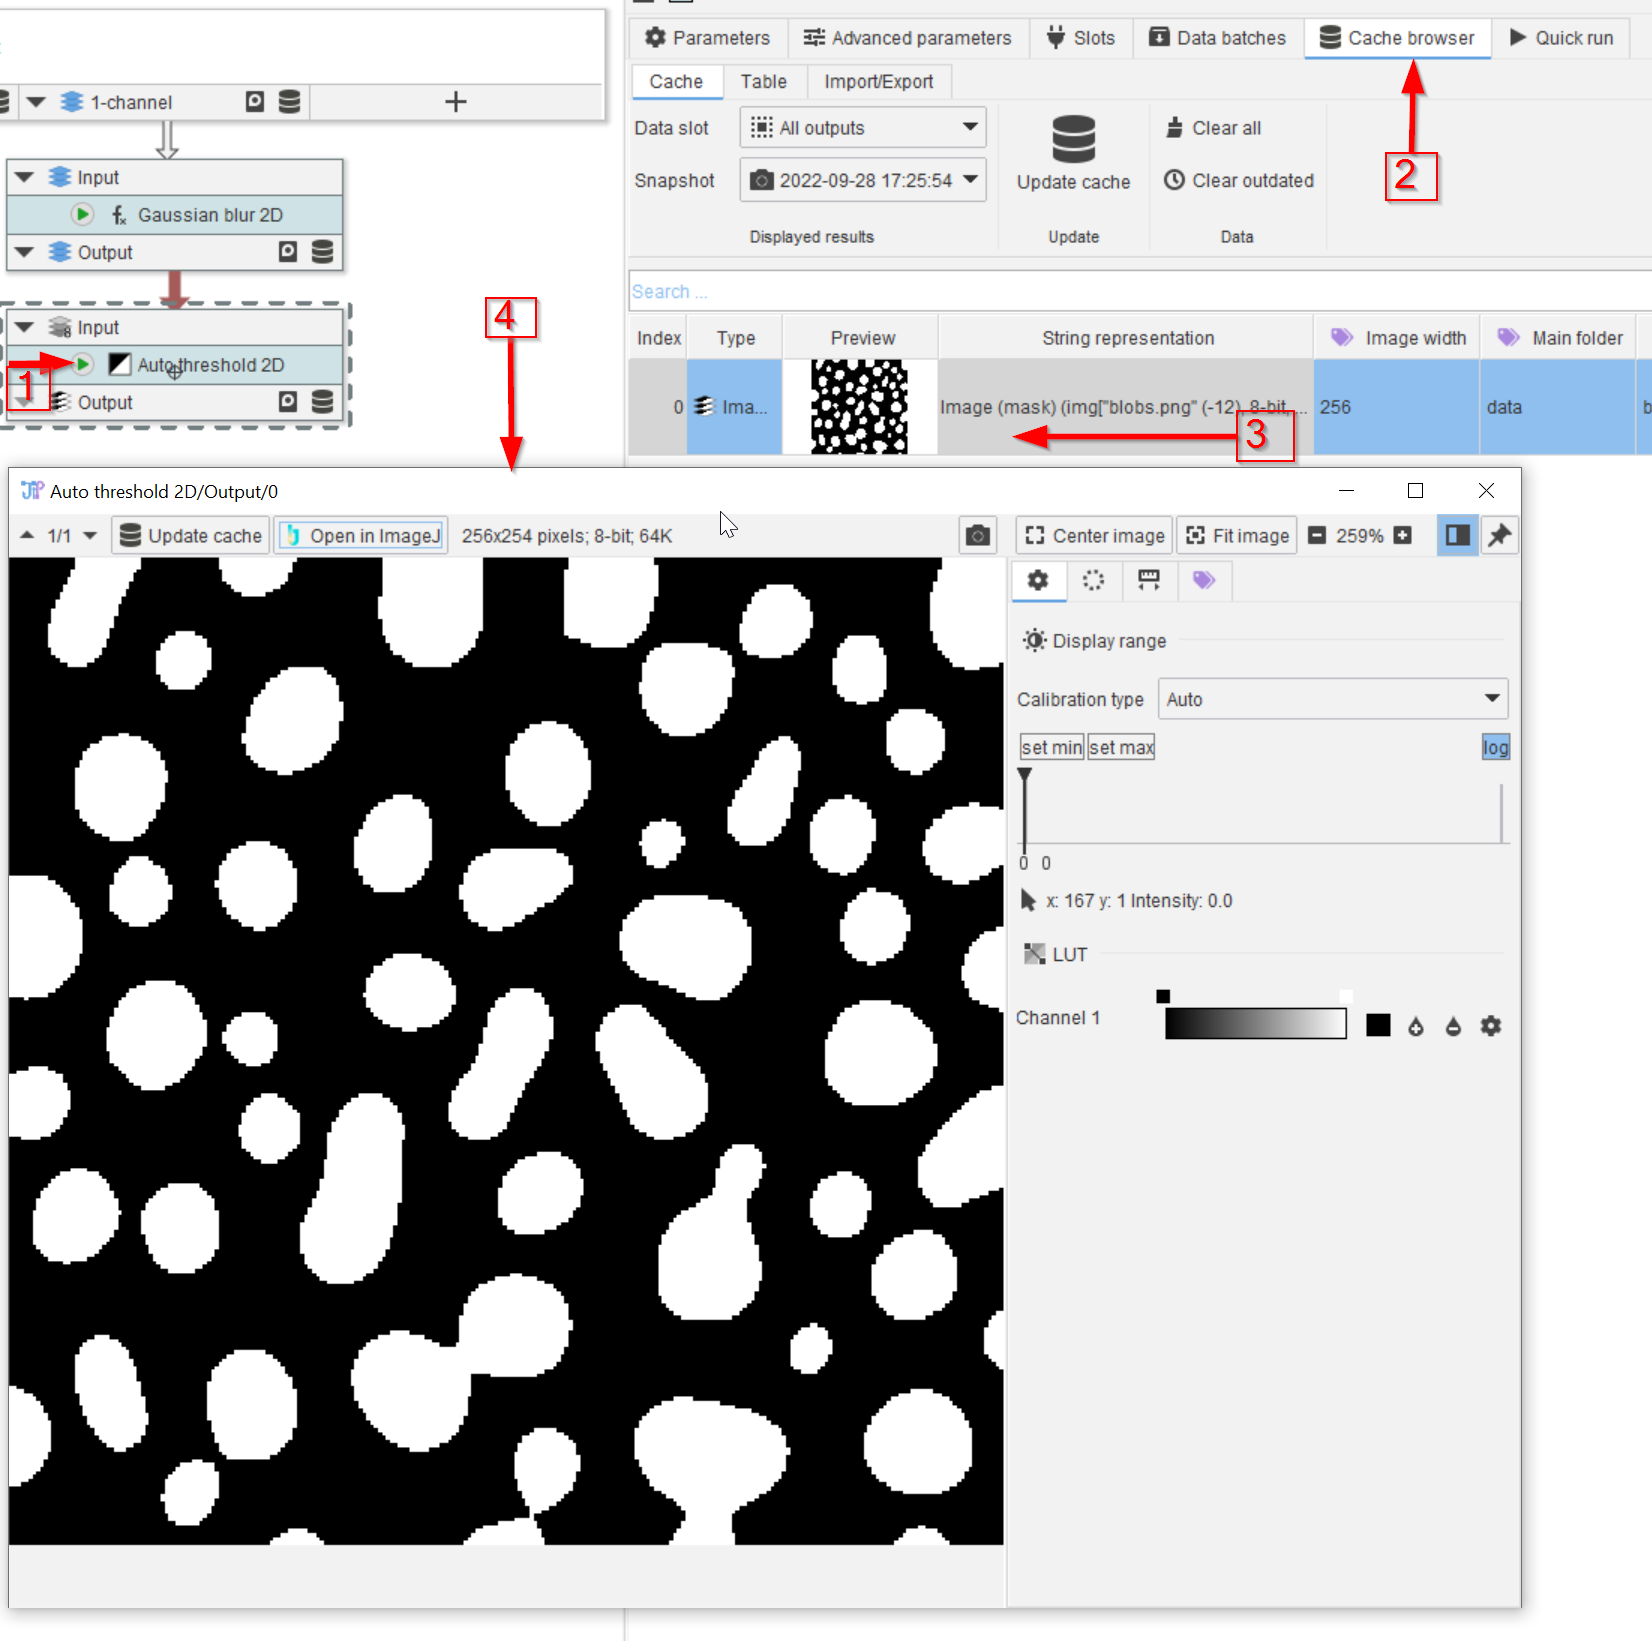 Parameters
Advanced parameters
Slots
Data batches
Cache browser
Quick run
Cache
Table
Import/Export
1-channel
Data slot
All outputs
Clear all
Snapshot
2022-09-28 17:25:54
Update cache
Clear outdated
Displayed results
Update
Data
2
Input
Gaussian blur 2D
Output
Search ...
4
Input
Index
Type
Preview
String representation
Image width
Main folder
Auto threshold 2D
1
Output
0
Ima...
Image (mask) (img["blobs.png" (-12), 8-bit, ...
256
data
b
3
Auto threshold 2D/Output/0
1/1
Update cache
Open in ImageJ
256x254 pixels; 8-bit; 64K
Center image
Fit image
259%
Display range
Calibration type
Auto
set min
set max
log
0 0
x: 167 y: 1 Intensity: 0.0
LUT
Channel 1